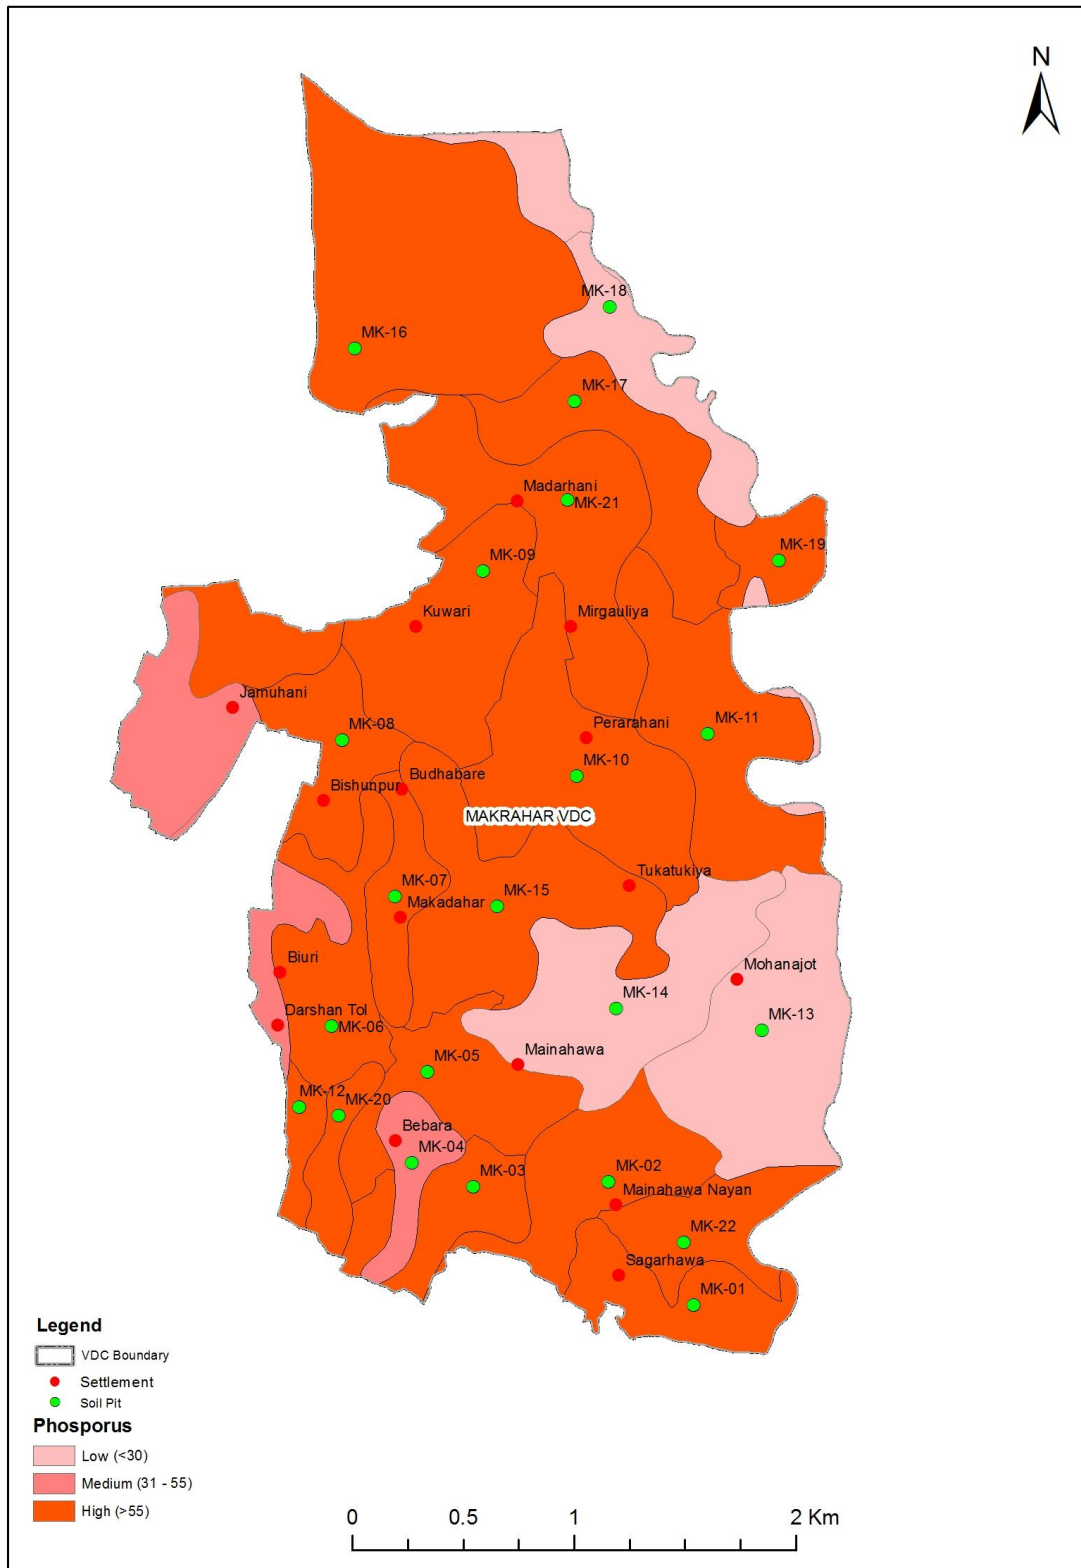 N
MK-18
MK-16
MK-17
Madarhani
MK-21
MK-19
MK-09
Kuwari
Mirgauliya
Jamuhani
MK-11
MK-08
Perarahani
MK-10
Budhabare
Bishunpur
MAKRAHAR VDC
Tukatukiya
MK-07
MK-15
Makadahar
Biuri
Mohanajot
MK-14
Darshan Tol
MK-13
MK-06
Mainahawa
MK-05
MK-12
MK-20
Bebara
MK-04
MK-03
MK-02
Mainahawa Nayan
MK-22
Sagarhawa
MK-01
Legend
VDC Boundary
Settlement
Soil Pit
Phosporus
Low (<30)
Medium (31 - 55)
High (>55)
0 0.5 1 2 Km